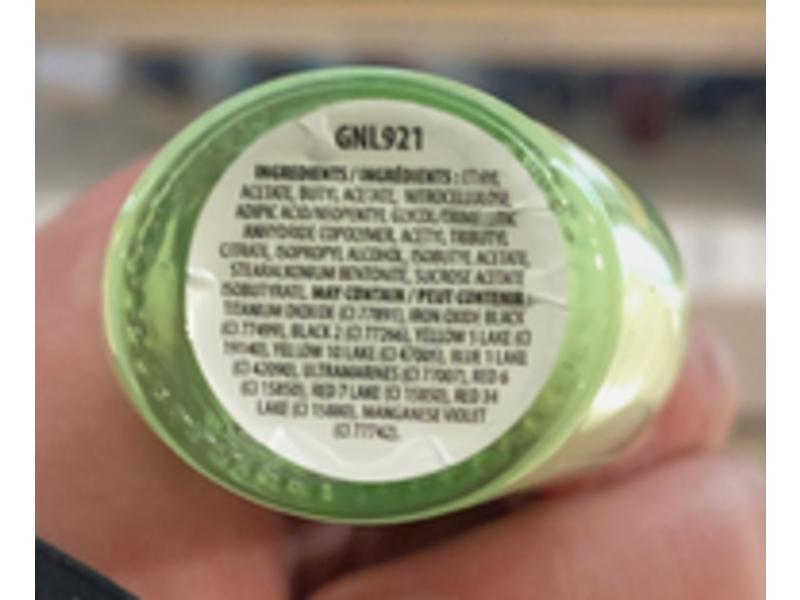 GNL921
INGREDIENTS / INGRÉDIENTS : ETHYL
ACETATE, BUTYL ACETATE, NITROCELLULOSE,
ADIPIC ACID/NEOPENTYL GLYCOL/TRIMELLITIC
ANHYDRIDE COPOLYMER, ACETYL TRIBUTYL
CITRATE, ISOPROPYL ALCOHOL, ISOBUTYL ACETATE,
STEARALKONIUM BENTONITE, SUCROSE ACETATE
ISOBUTYRATE. MAY CONTAIN / PEUT CONTENIR :
TITANIUM DIOXIDE (CI 77891), IRON OXIDE BLACK
(CI 77499), BLACK 2 (CI 77266), YELLOW 5 LAKE (CI
19140), YELLOW 10 LAKE (CI 47005), BLUE 1 LAKE
(CI 42090), ULTRAMARINES (CI 77007), RED 6
(CI 15850), RED 7 LAKE (CI 15850), RED 34
LAKE (CI 15880), MANGANESE VIOLET
(CI 77742).